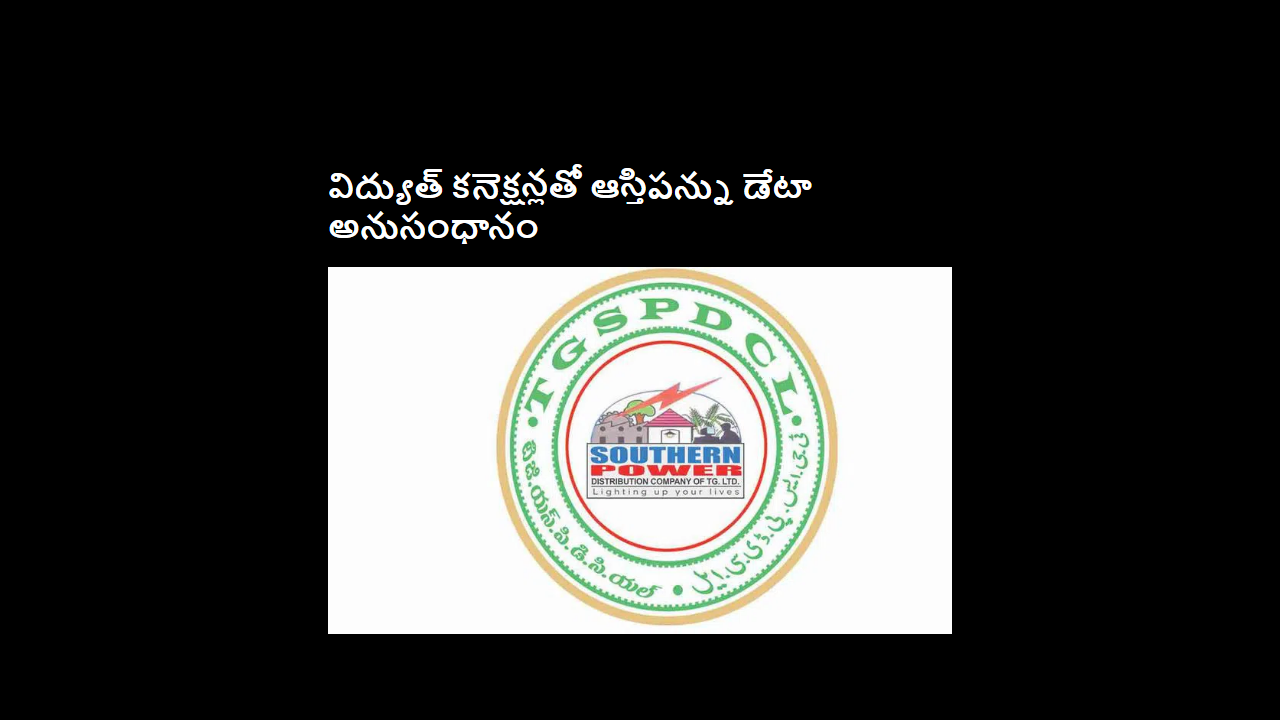 విద్యుత్ కనెక్షన్లతో ఆస్తిపన్ను డేటా
అనుసంధానం
TGSPDCL
SOUTHERN
POWER
DISTRIBUTION COMPANY OF TG. LTD.
Lighting up your lives
టి.జి.యస్.పి.డి.సి.యల్